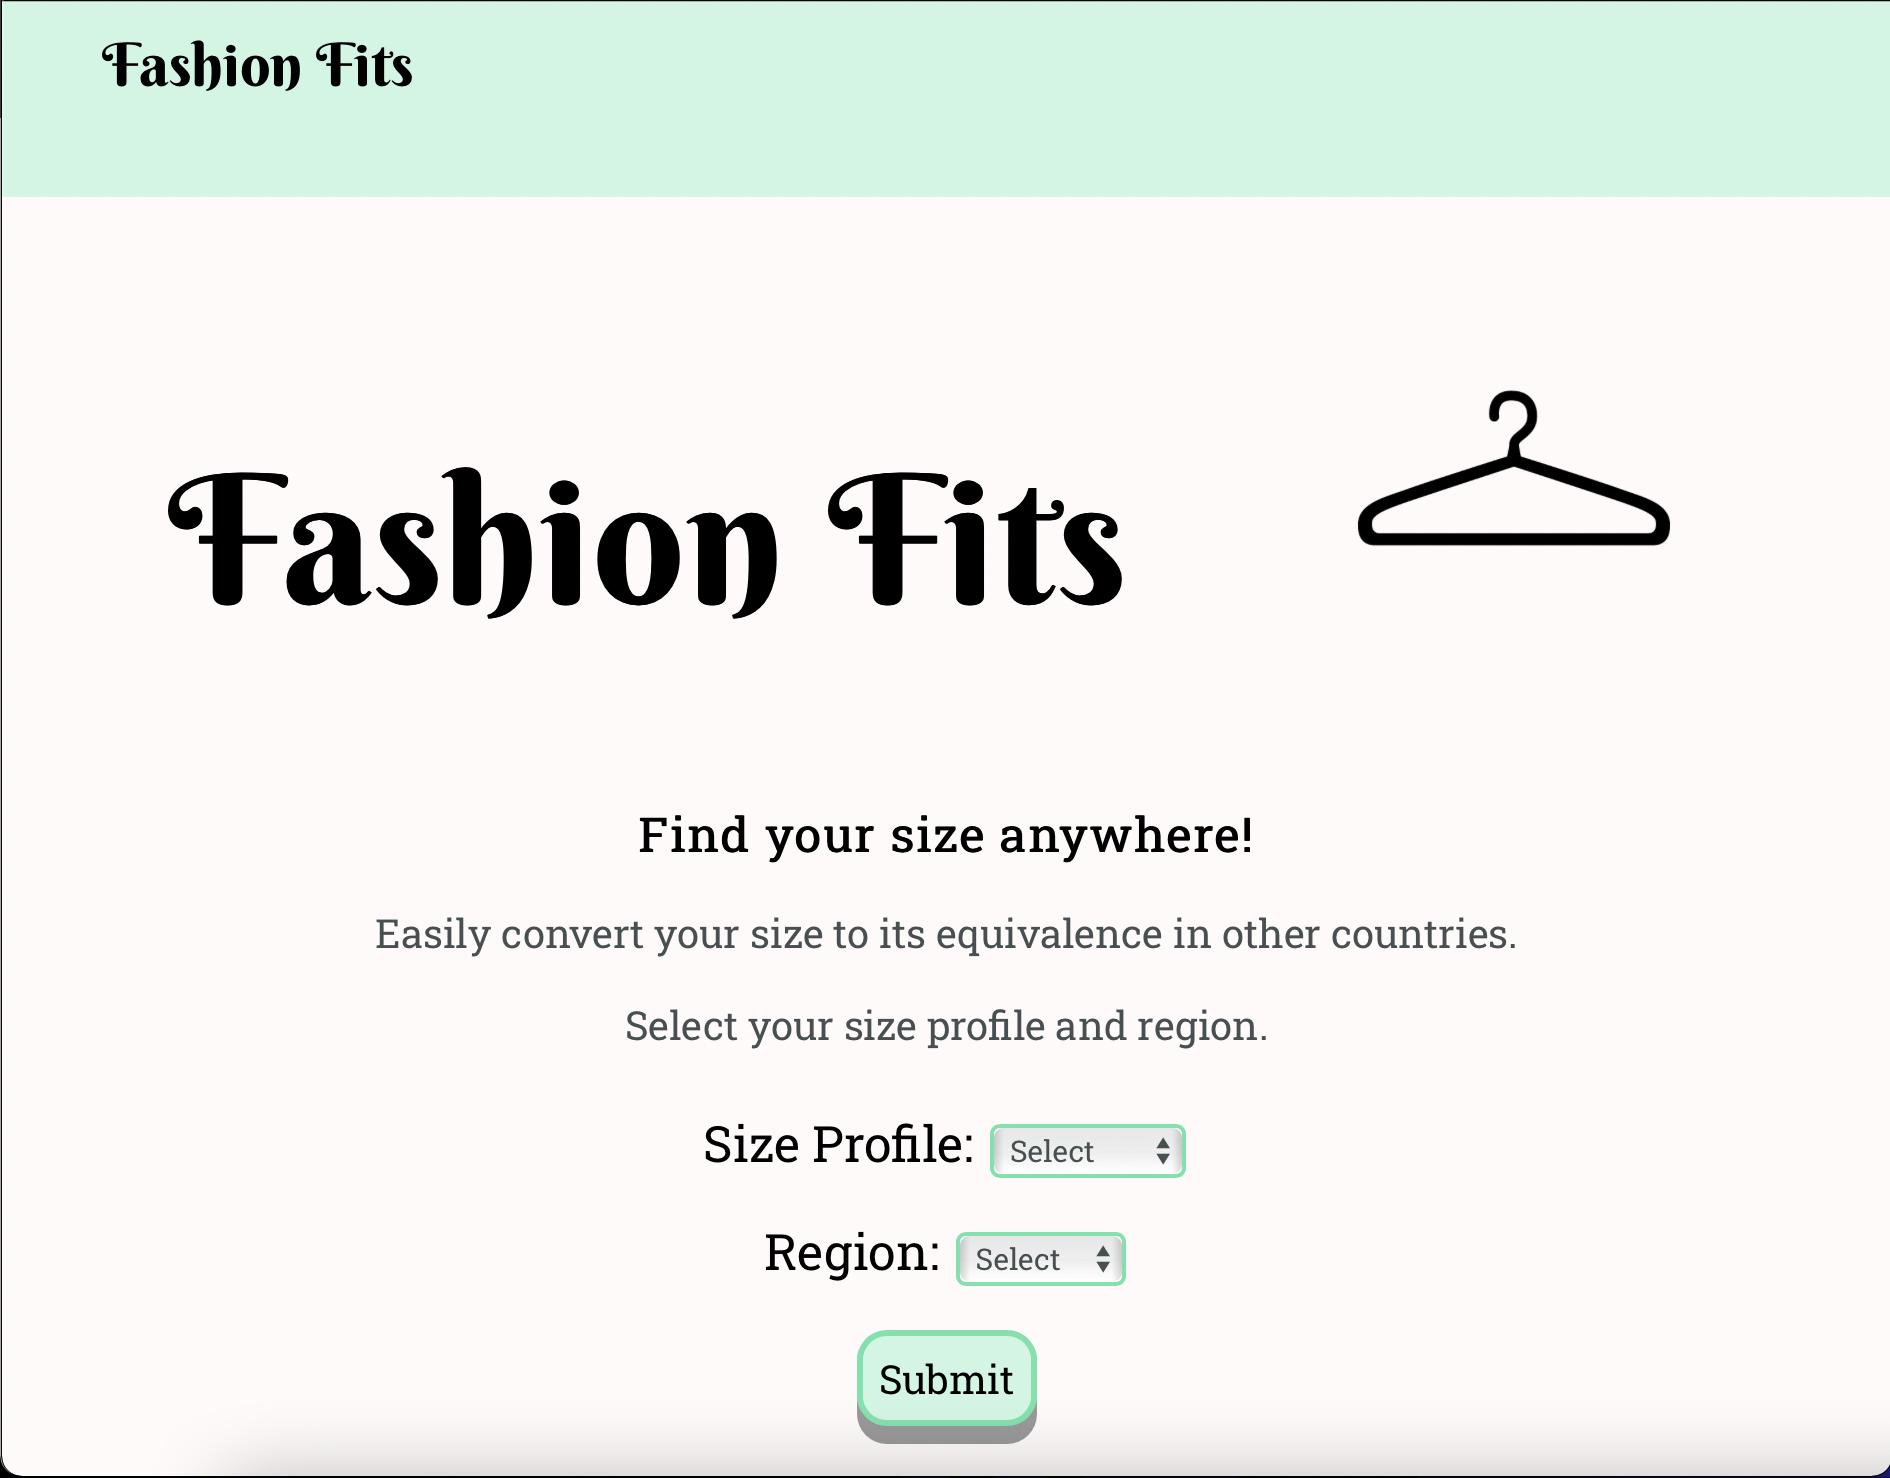 Fashion Fits
Fashion Fits
Find your size anywhere!
Easily convert your size to its equivalence in other countries.
Select your size profile and region.
Size Profile: Select
Region: Select
Submit